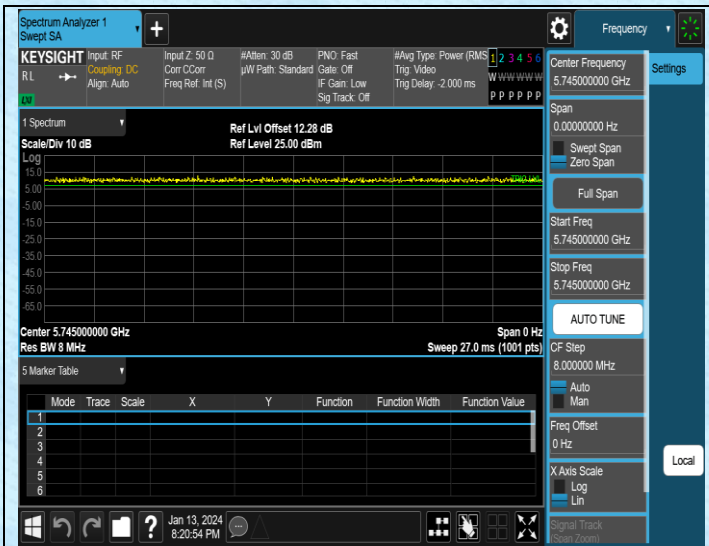 Spectrum Analyzer 1
Swept SA
Frequency
KEYSIGHT
RL
LXI
Input: RF
Coupling: DC
Align: Auto
Input Z: 50 Ω
Corr CCorr
Freq Ref: Int (S)
#Atten: 30 dB
µW Path: Standard
PNO: Fast
Gate: Off
IF Gain: Low
Sig Track: Off
#Avg Type: Power (RMS
Trig: Video
Trig Delay: -2.000 ms
1 2 3 4 5 6
W W W W W W
P P P P P P
1 Spectrum
Scale/Div 10 dB
Ref Lvl Offset 12.28 dB
Ref Level 25.00 dBm
Log
15.0
5.00
-5.00
-15.0
-25.0
-35.0
-45.0
-55.0
-65.0
TRIG LVL
Center 5.745000000 GHz
Res BW 8 MHz
Span 0 Hz
Sweep 27.0 ms (1001 pts)
5 Marker Table
Mode Trace Scale X Y Function Function Width Function Value
1
2
3
4
5
6
Jan 13, 2024
8:20:54 PM
Center Frequency
5.745000000 GHz
Span
0.00000000 Hz
Swept Span
Zero Span
Full Span
Start Freq
5.745000000 GHz
Stop Freq
5.745000000 GHz
AUTO TUNE
CF Step
8.000000 MHz
Auto
Man
Freq Offset
0 Hz
X Axis Scale
Log
Lin
Signal Track
(Span Zoom)
Settings
Local